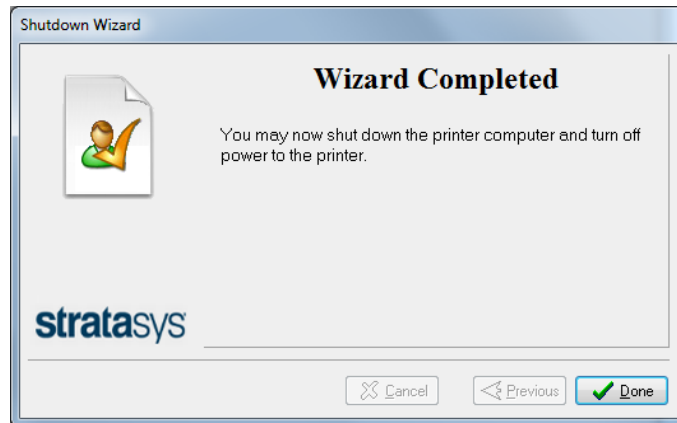 Shutdown Wizard
Wizard Completed
You may now shut down the printer computer and turn off
power to the printer.
stratasys
Cancel
Previous
Done